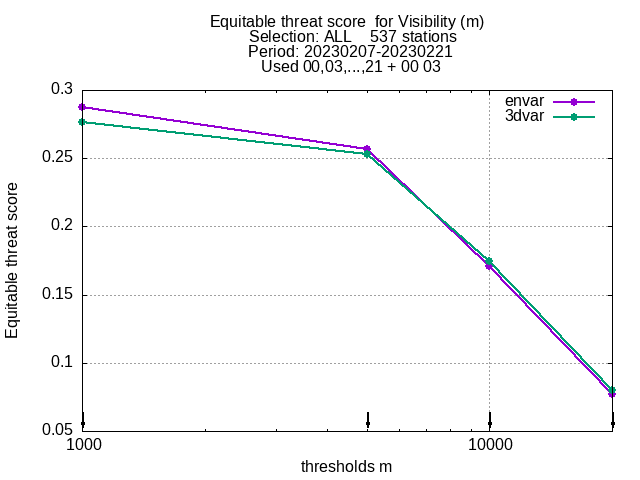 Equitable threat score  for Visibility (m)
Selection: ALL    537 stations
Period: 20230207-20230221
Used 00,03,...,21 + 00 03
envar
3dvar
0.3
0.25
0.2
0.15
0.1
0.05
Equitable threat score
1000
10000
thresholds m